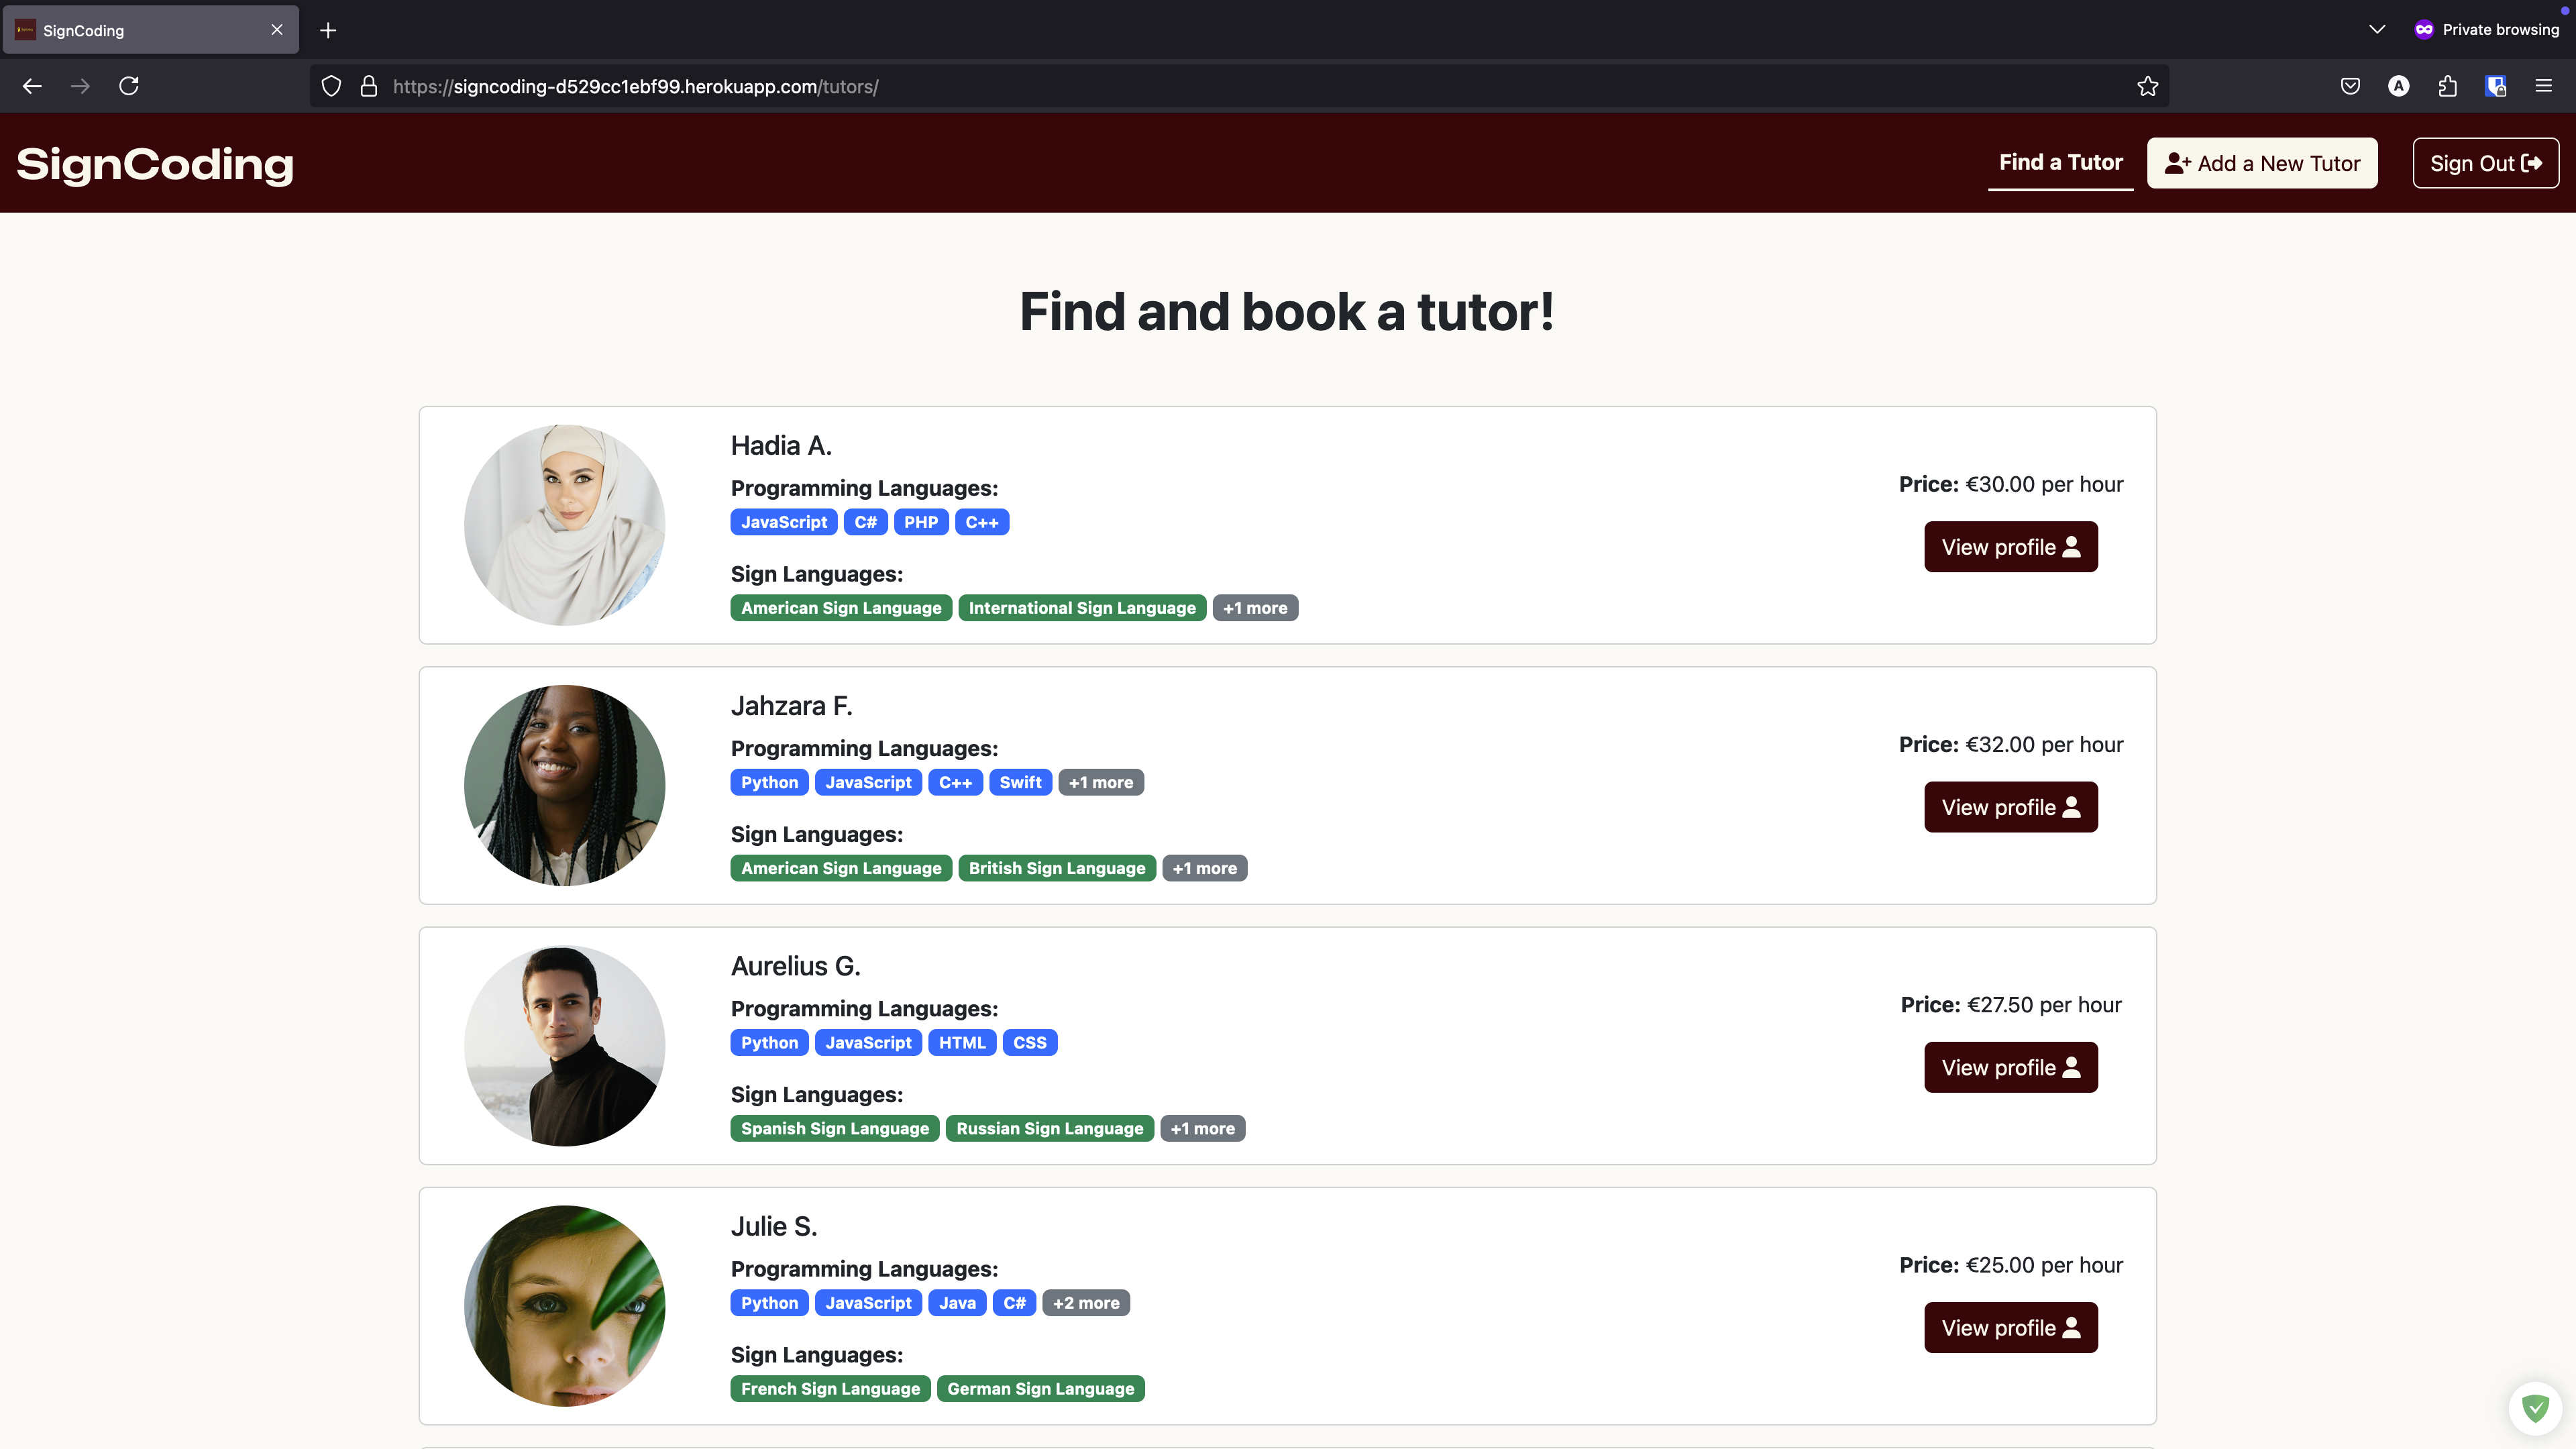 SignCoding
Private browsing
https://signcoding-d529cc1ebf99.herokuapp.com/tutors/
A
SignCoding
Find a Tutor
Add a New Tutor
Sign Out
Find and book a tutor!
Hadia A.
Programming Languages:
JavaScript C# PHP C++
Sign Languages:
American Sign Language International Sign Language +1 more
Price: €30.00 per hour
View profile
Jahzara F.
Programming Languages:
Python JavaScript C++ Swift +1 more
Sign Languages:
American Sign Language British Sign Language +1 more
Price: €32.00 per hour
View profile
Aurelius G.
Programming Languages:
Python JavaScript HTML CSS
Sign Languages:
Spanish Sign Language Russian Sign Language +1 more
Price: €27.50 per hour
View profile
Julie S.
Programming Languages:
Python JavaScript Java C# +2 more
Sign Languages:
French Sign Language German Sign Language
Price: €25.00 per hour
View profile